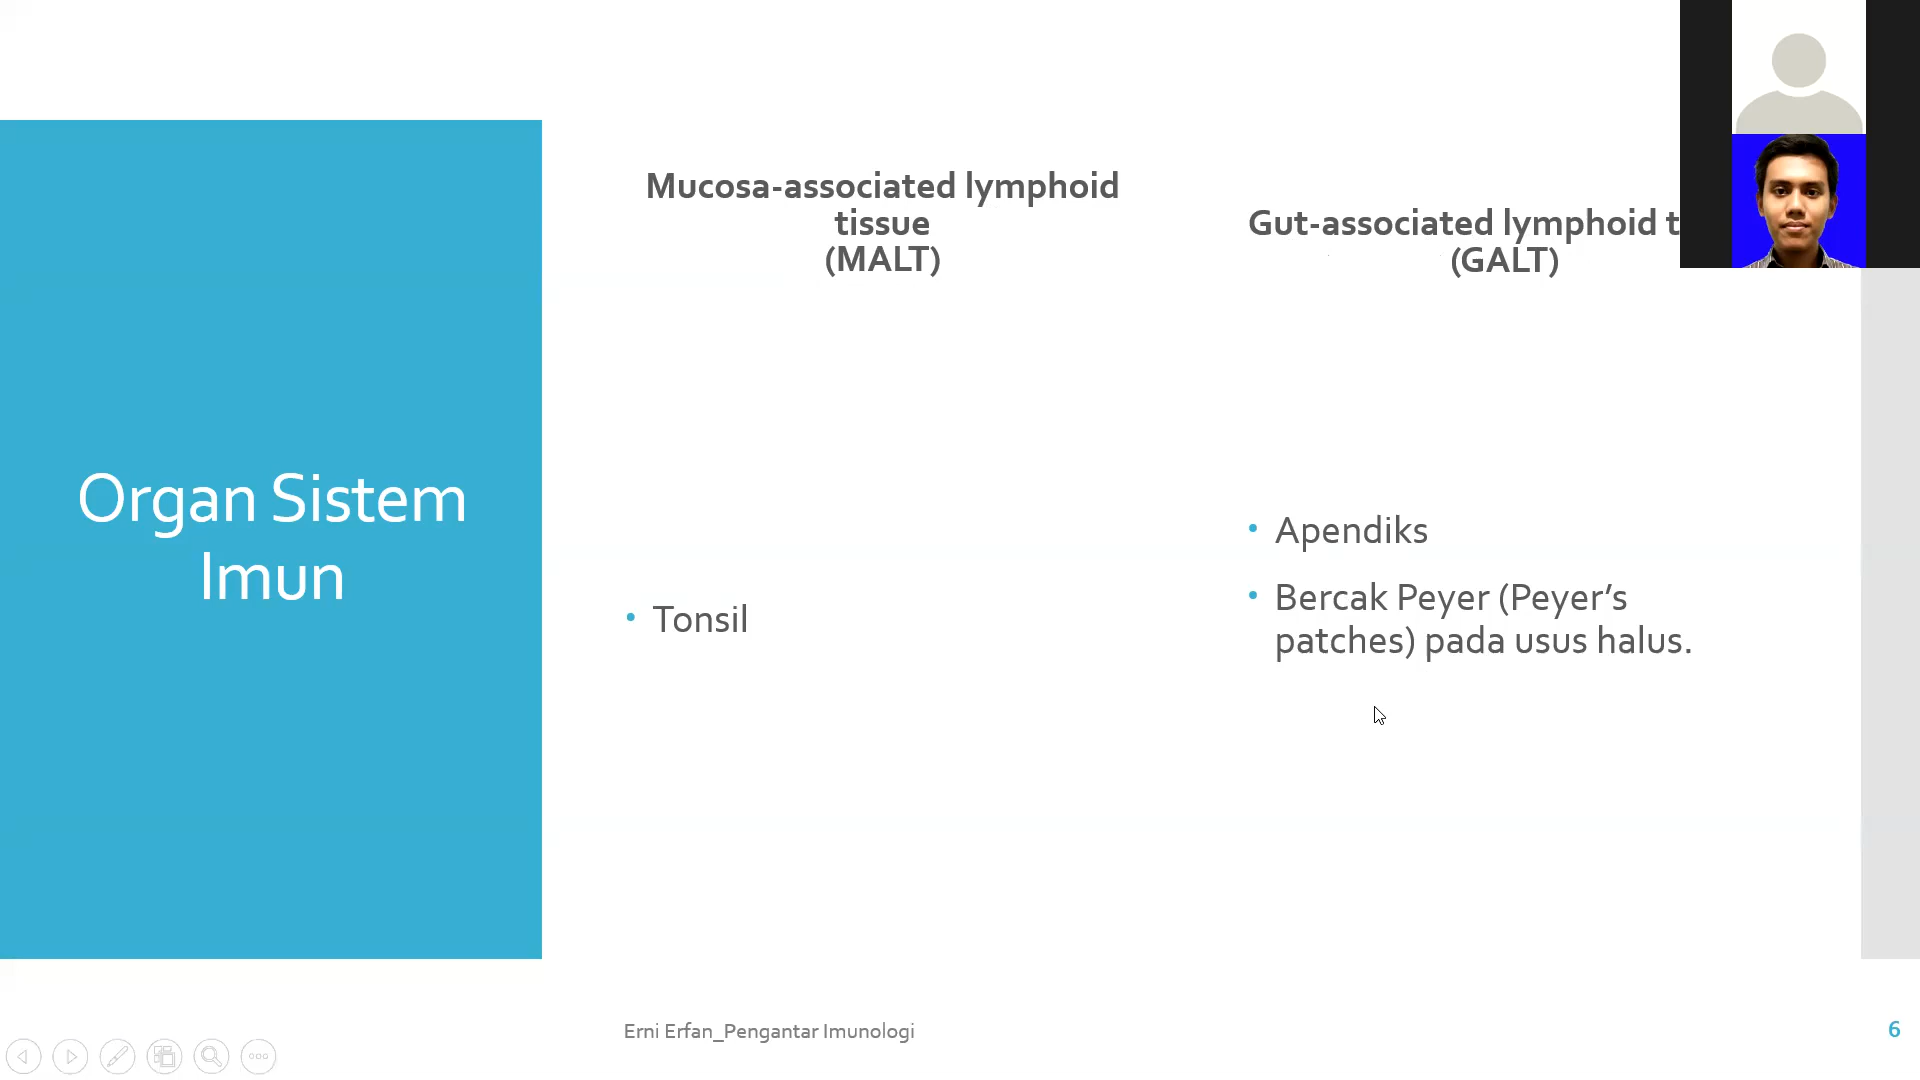 Organ Sistem
Imun
Mucosa-associated lymphoid
tissue
(MALT)
• Tonsil
Gut-associated lymphoid t
(GALT)
• Apendiks
• Bercak Peyer (Peyer’s
patches) pada usus halus.
Erni Erfan_Pengantar Imunologi
6